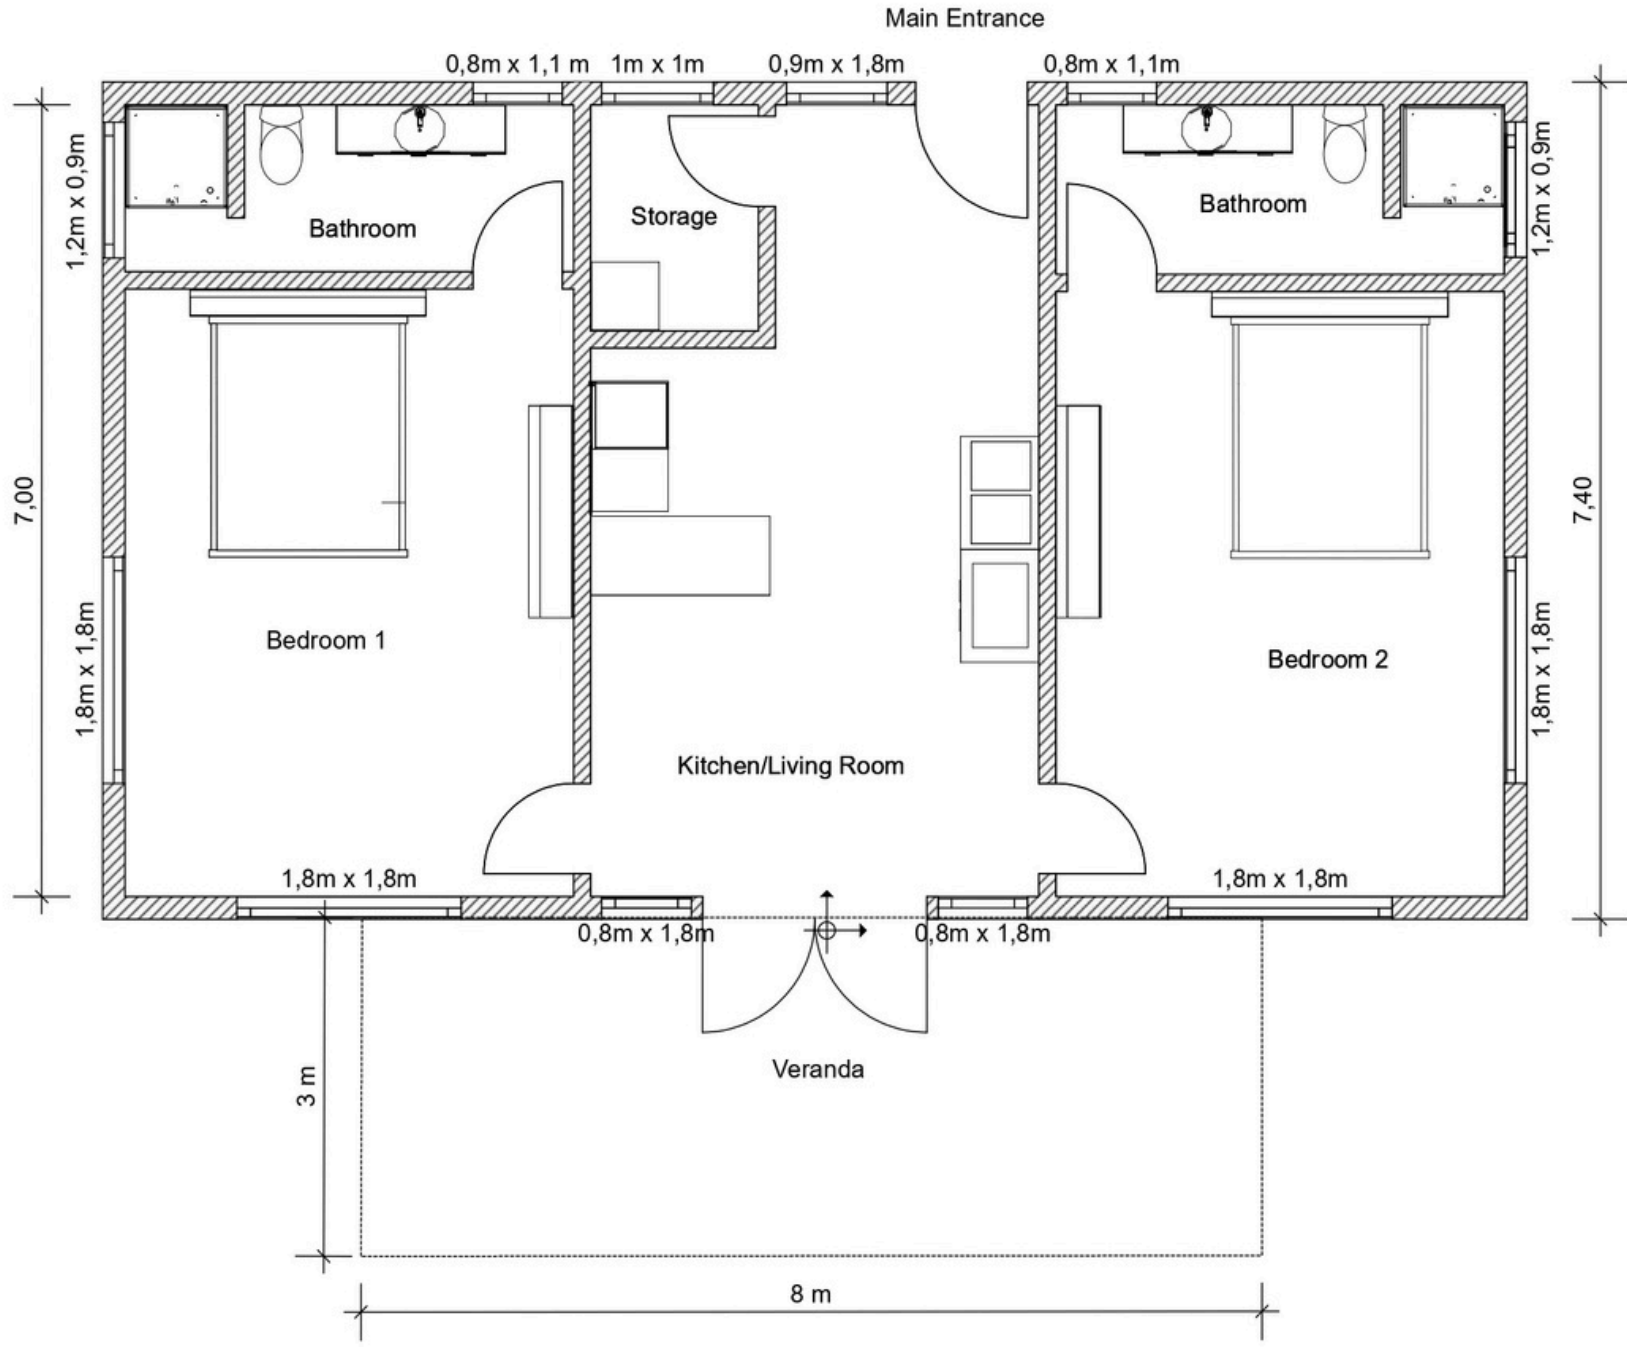 Main Entrance
0,8m x 1,1 m
1m x 1m
0,9m x 1,8m
0,8m x 1,1m
1,2m x 0,9m
1,2m x 0,9m
Bathroom
Storage
Bathroom
7,00
7,40
1,8m x 1,8m
Bedroom 1
Bedroom 2
1,8m x 1,8m
Kitchen/Living Room
1,8m x 1,8m
1,8m x 1,8m
0,8m x 1,8m
0,8m x 1,8m
Veranda
3 m
8 m